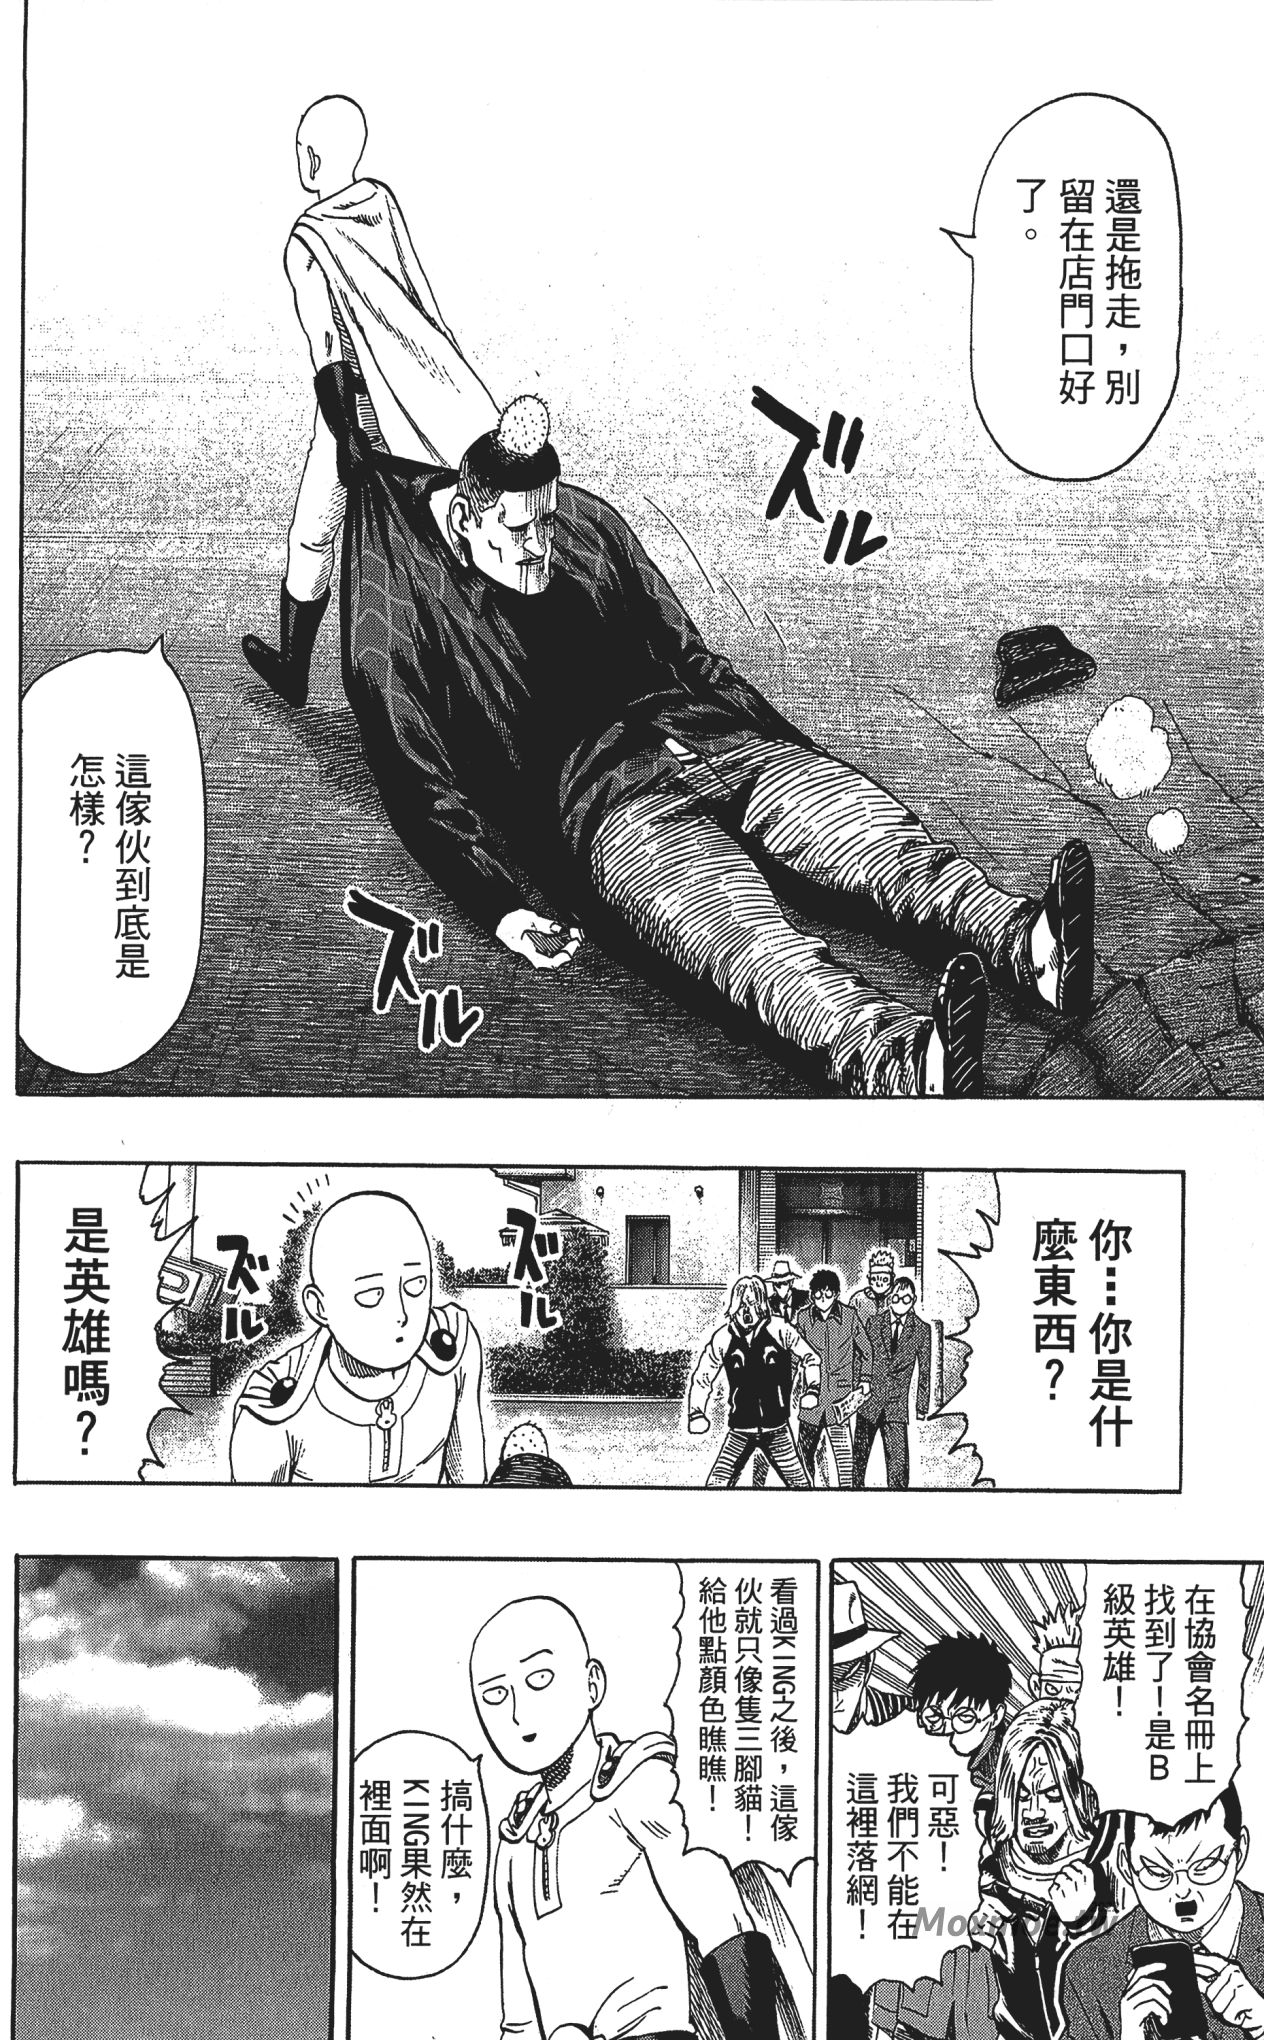 還是拖走，別
留在店門口好
了。
ズル
這傢伙到底是
怎樣？
ズル
你…你是什
麼東西？
ズル
ズル
是英雄嗎？
在協會名冊上
找到了！是B
級英雄！
可惡！
我們不能在
這裡落網！
看過KING之後，這傢
伙就只像隻三腳貓！
給他點顏色瞧瞧！
搞什麼，
KING果然在
裡面啊！